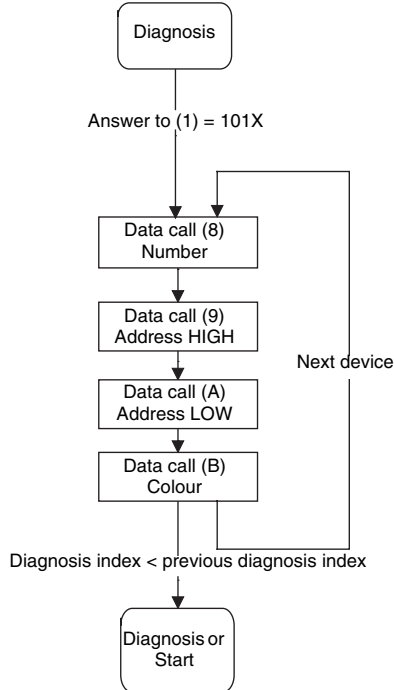 Diagnosis
Answer to (1) = 101X
Data call (8)
Number
Data call (9)
Address HIGH
Next device
Data call (A)
Address LOW
Data call (B)
Colour
Diagnosis index < previous diagnosis index
Diagnosis or
Start